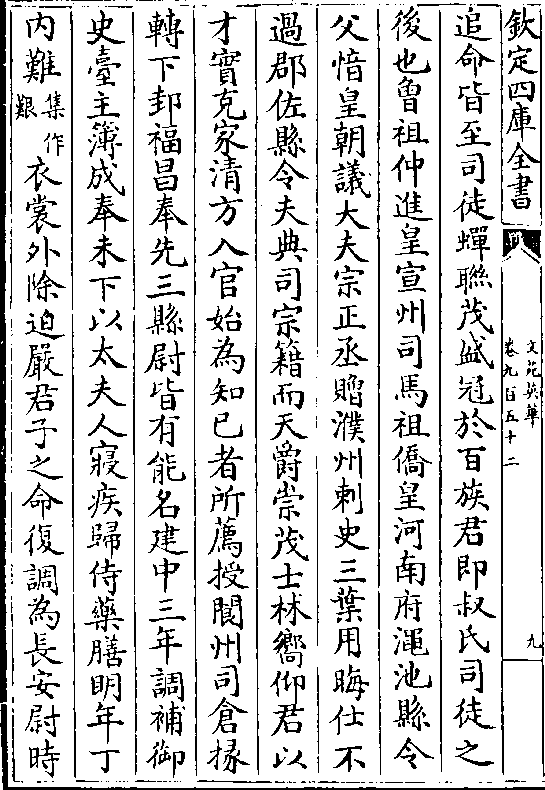 欽定四庫全書
文苑英華
卷九百五十二
九
追命皆至司徒蟬聯茂盛冠於百族君即叔氏司徒之
後也曾祖仲進皇宣州司馬祖僑皇河南府澠池縣令
父愔皇朝議大夫宗正丞贈濮州刺史三葉用晦仕不
過郡佐縣令夫典司宗籍而天爵崇茂士林嚮仰君以
才實克家清方入官始為知已者所薦授閬州司倉掾
轉下邽福昌奉先三縣尉皆有能名建中三年調補御
史臺主簿成奉未下以太夫人寢疾歸侍藥膳明年丁
内難集作艱衣裳外除迫嚴君子之命復調為長安尉時